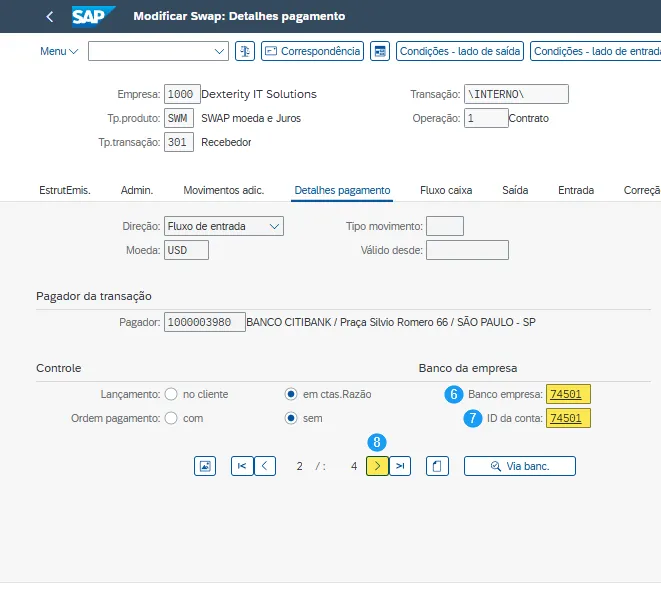 SAP Modificar Swap: Detalhes pagamento
Menu Correspondência Condições - lado de saída Condições - lado de entrada
Empresa: 1000 Dexterity IT Solutions Transação: \INTERNO\
Tp.produto: SWM SWAP moeda e Juros Operação: 1 Contrato
Tp.transação: 301 Recebedor
EstrutEmis. Admin. Movimentos adic. Detalhes pagamento Fluxo caixa Saída Entrada Correçã
Direção: Fluxo de entrada Tipo movimento:
Moeda: USD Válido desde:
Pagador da transação
Pagador: 1000003980 BANCO CITIBANK / Praça Silvio Romero 66 / SÃO PAULO - SP
Controle Banco da empresa
Lançamento: no cliente em ctas.Razão 6 Banco empresa: 74501
Ordem pagamento: com sem 7 ID da conta: 74501
8
2 / : 4 Via banc.